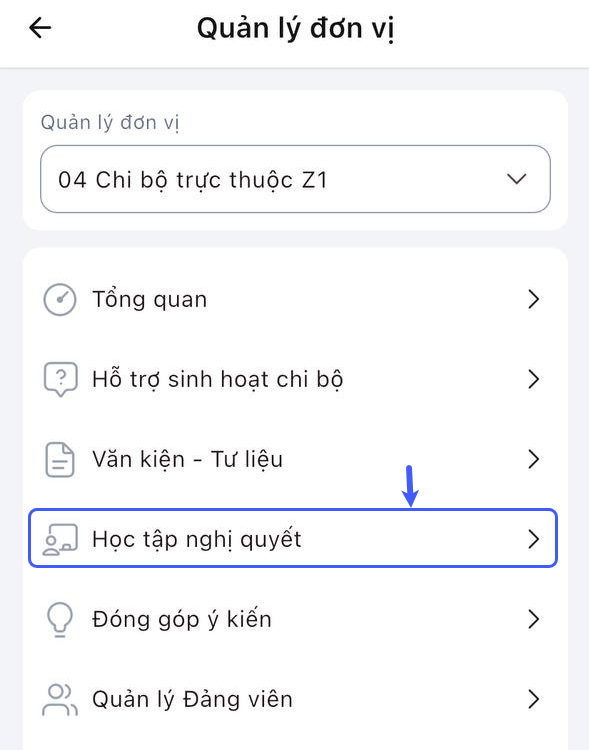 Quản lý đơn vị
Quản lý đơn vị
04 Chi bộ trực thuộc Z1
Tổng quan
Hỗ trợ sinh hoạt chi bộ
Văn kiện - Tư liệu
Học tập nghị quyết
Đóng góp ý kiến
Quản lý Đảng viên